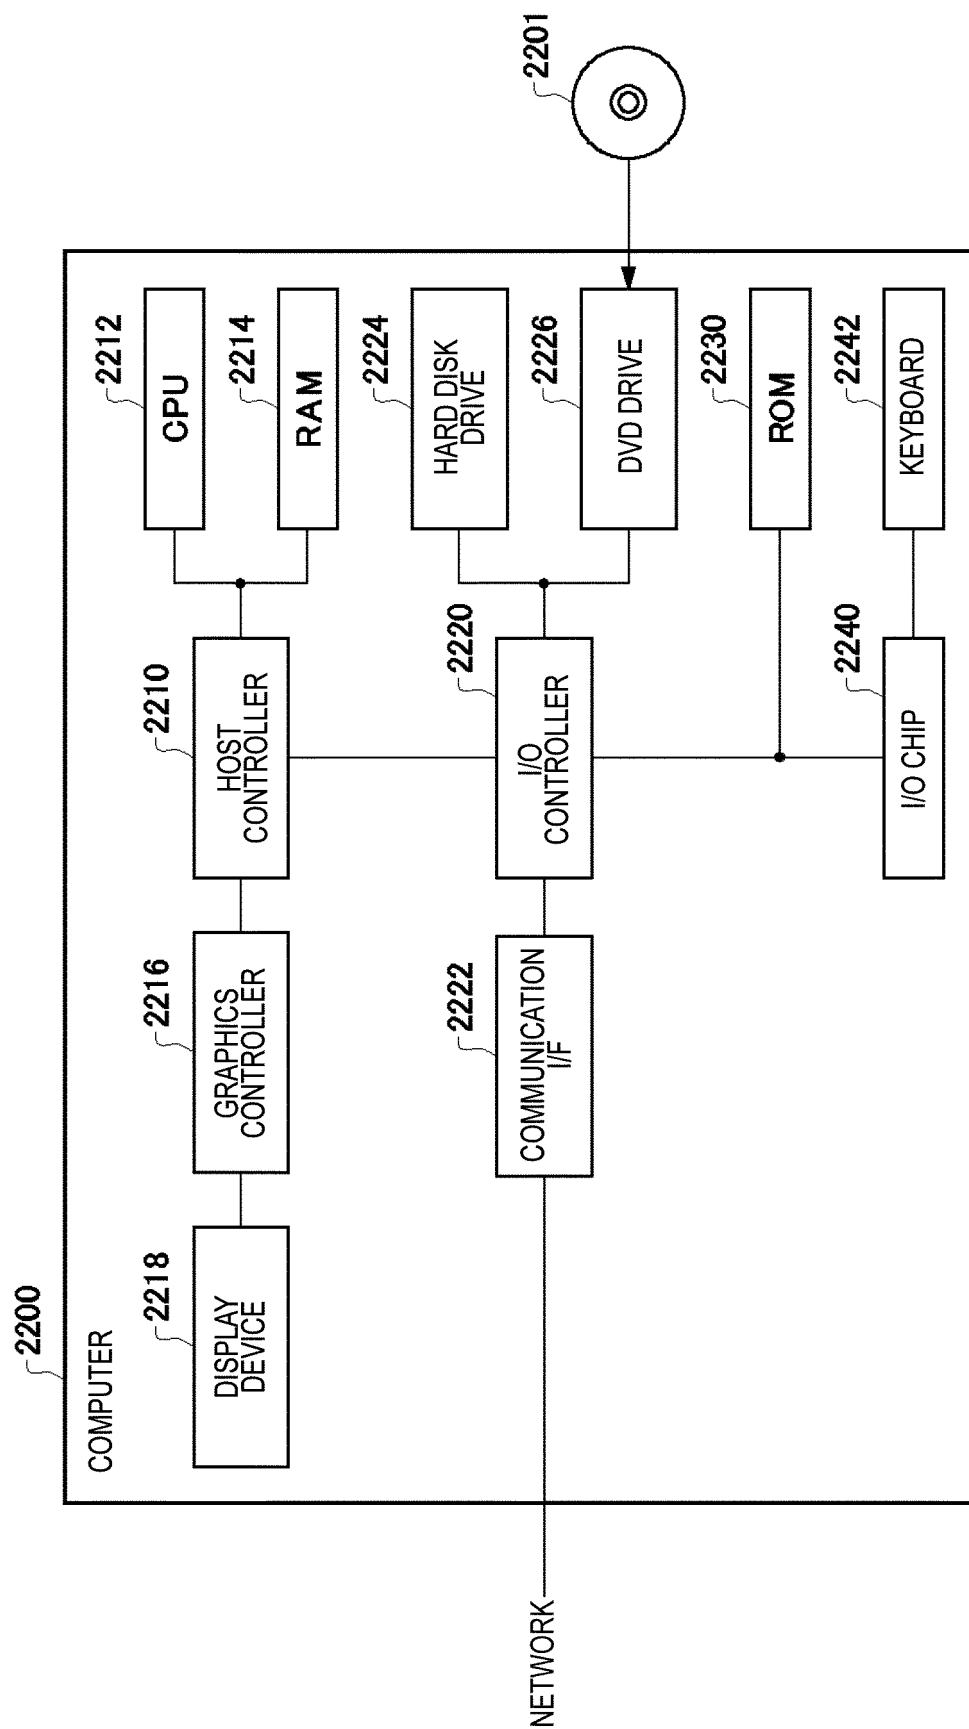 2200
COMPUTER
2218
DISPLAY
DEVICE
2216
GRAPHICS
CONTROLLER
2210
HOST
CONTROLLER
2212
CPU
2214
RAM
2224
HARD DISK
DRIVE
2226
DVD DRIVE
2201
2222
COMMUNICATION
I/F
2220
I/O
CONTROLLER
2230
ROM
2240
I/O CHIP
2242
KEYBOARD
NETWORK